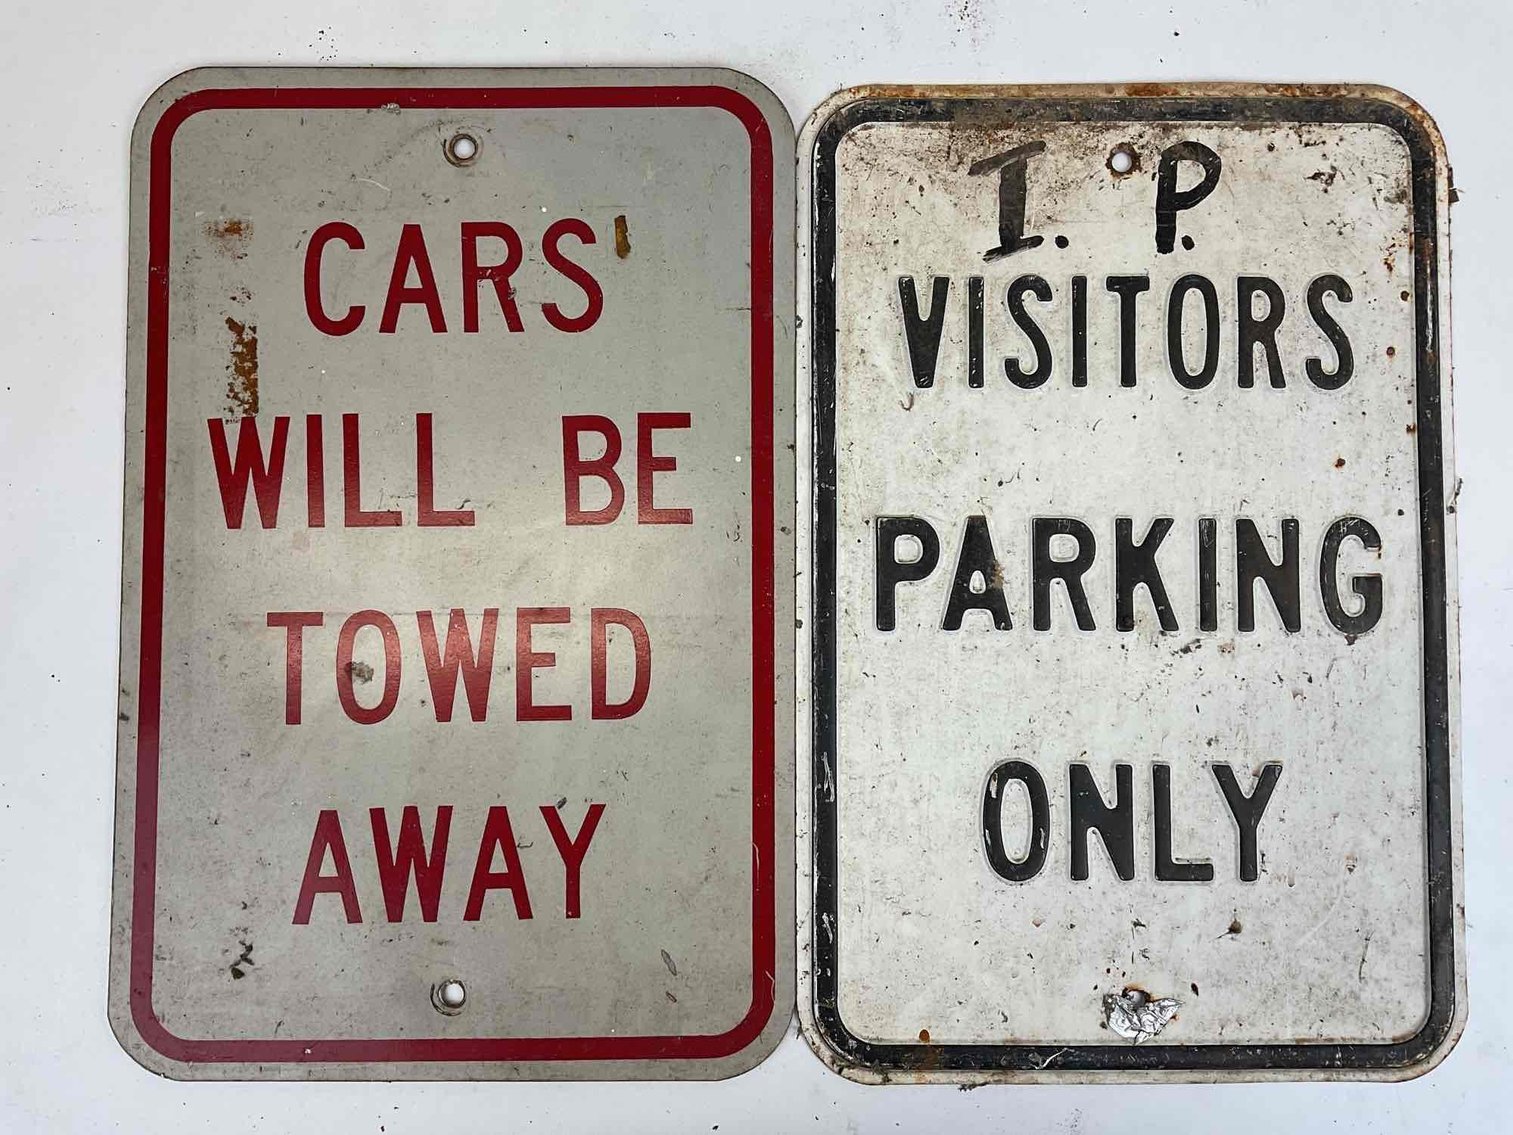 CARS
WILL BE
TOWED
AWAY
I. P.
VISITORS
PARKING
ONLY